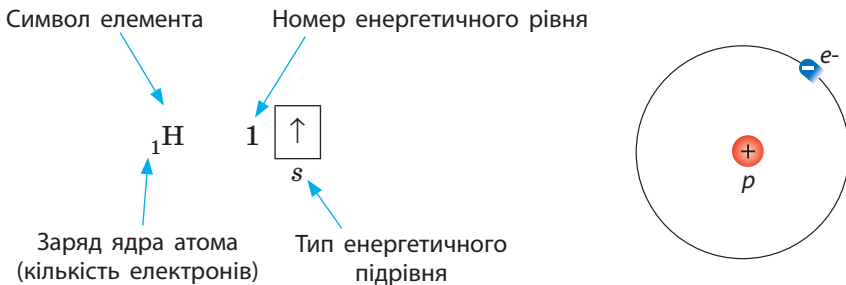 Символ елемента
Номер енергетичного рівня
₁H 1 ↑
s
Заряд ядра атома
(кількість електронів)
Тип енергетичного
підрівня
e-
−
+
p